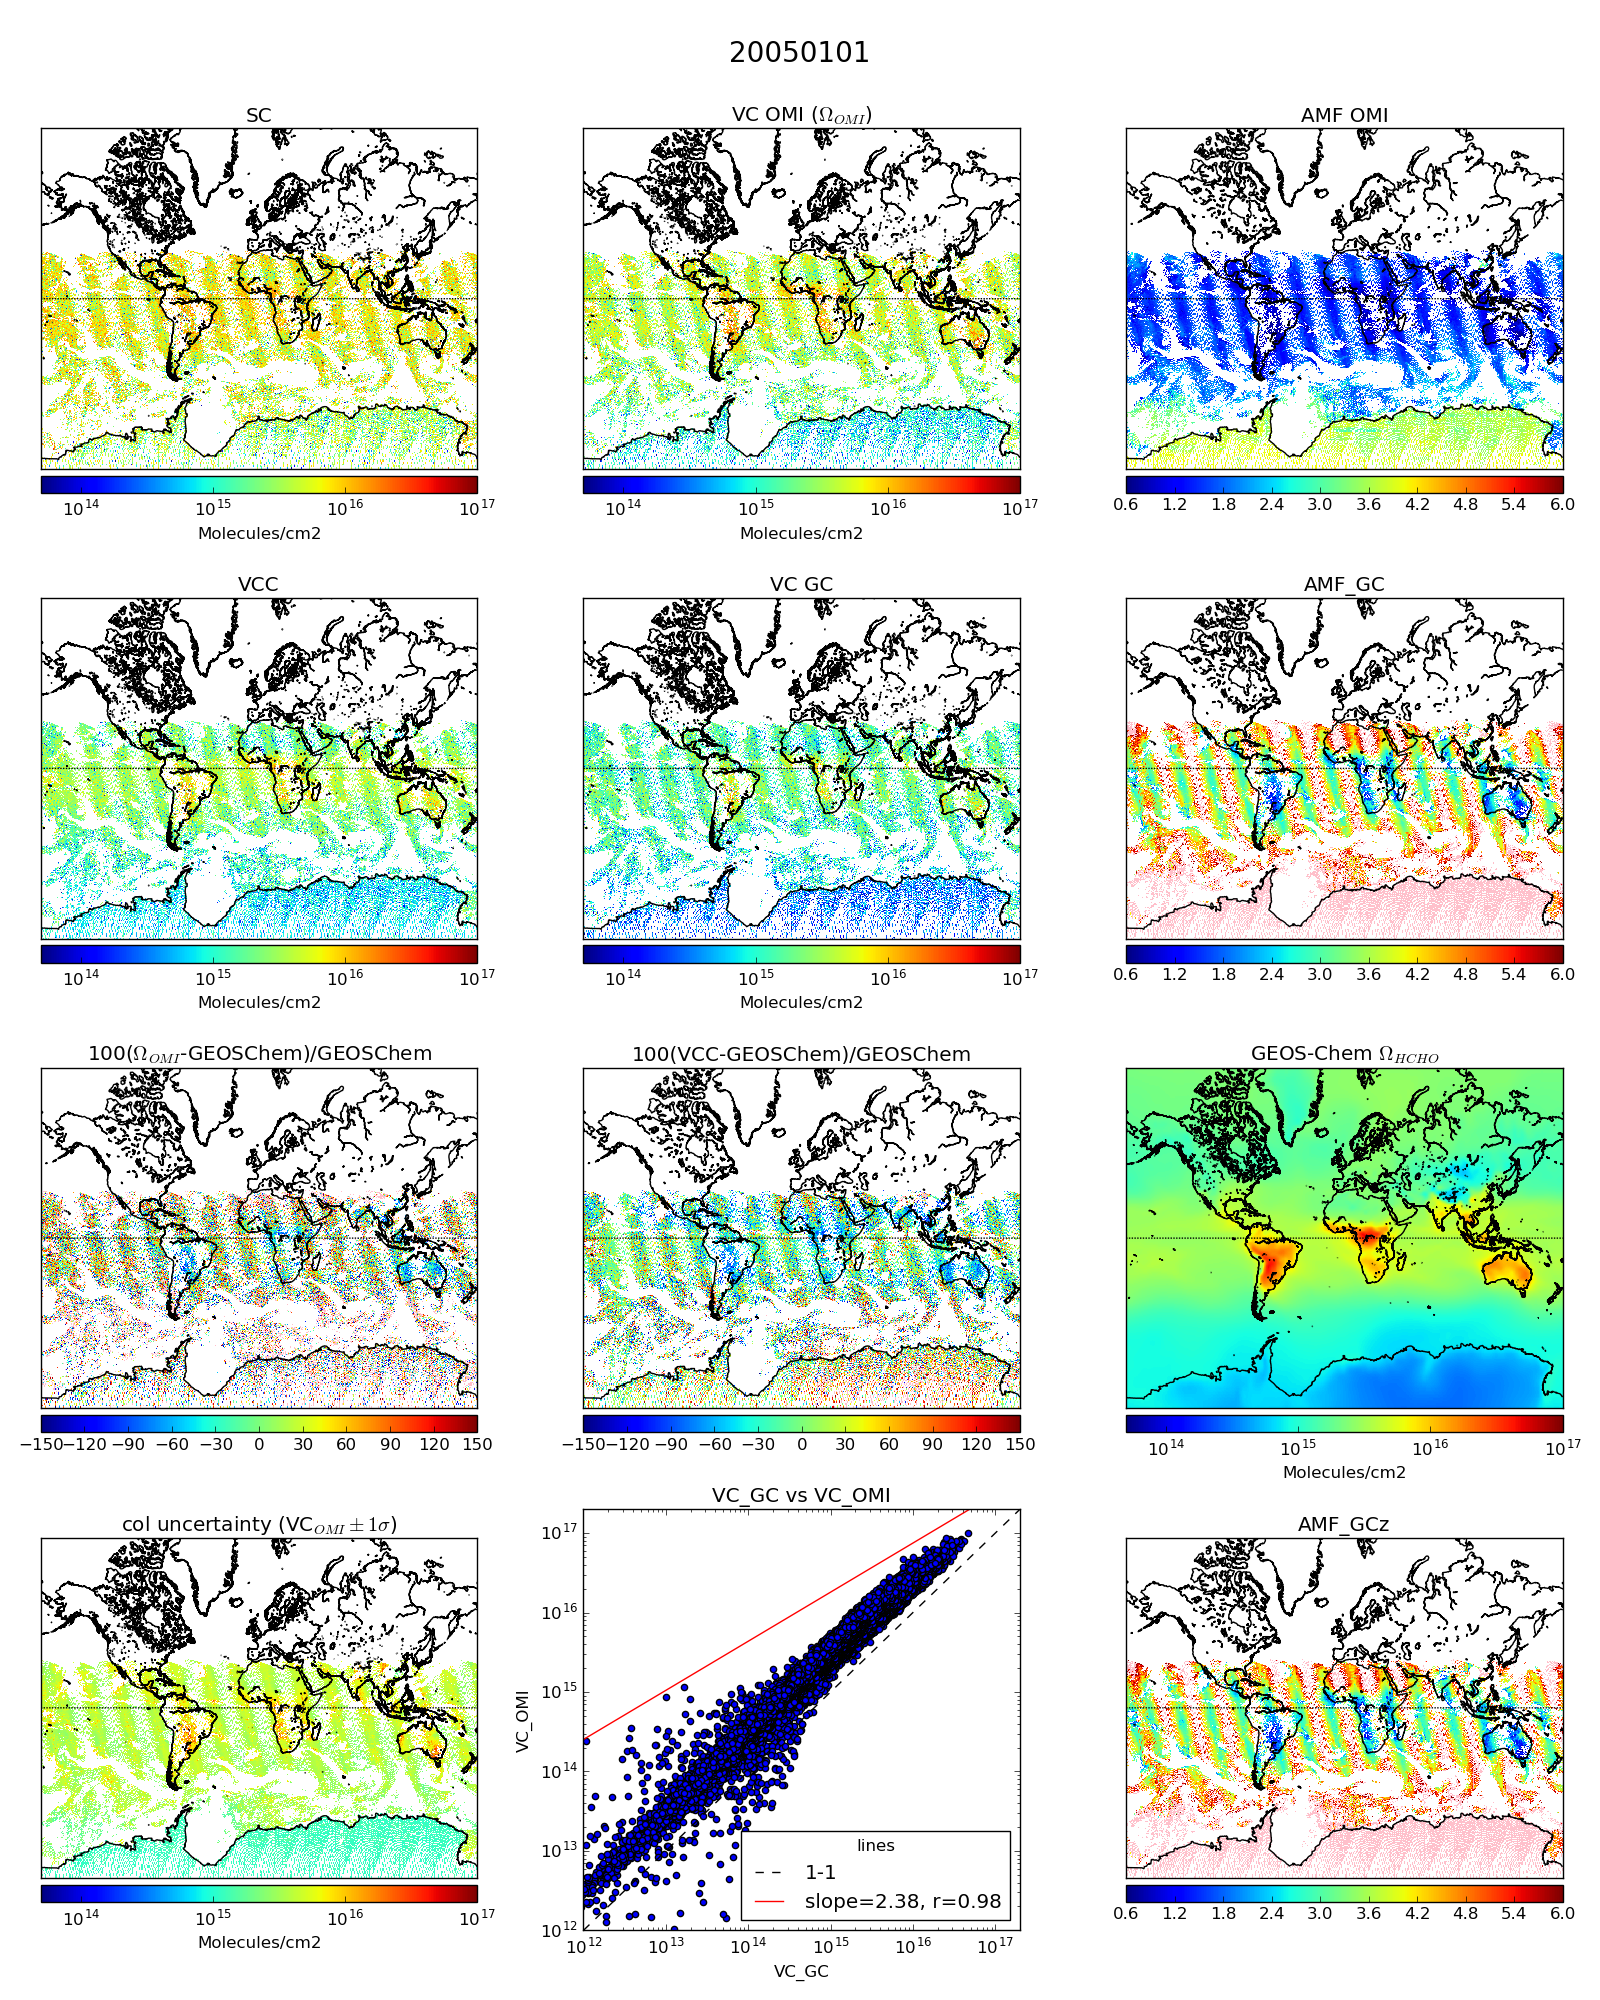 20050101
SC
VC OMI (Ω_OMI)
AMF OMI
10^14 10^15 10^16 10^17
Molecules/cm2
10^14 10^15 10^16 10^17
Molecules/cm2
0.6 1.2 1.8 2.4 3.0 3.6 4.2 4.8 5.4 6.0
VCC
VC GC
AMF_GC
10^14 10^15 10^16 10^17
Molecules/cm2
10^14 10^15 10^16 10^17
Molecules/cm2
0.6 1.2 1.8 2.4 3.0 3.6 4.2 4.8 5.4 6.0
100(Ω_OMI-GEOSChem)/GEOSChem
100(VCC-GEOSChem)/GEOSChem
GEOS-Chem Ω_HCHO
−150 −120 −90 −60 −30 0 30 60 90 120 150
−150 −120 −90 −60 −30 0 30 60 90 120 150
10^14 10^15 10^16 10^17
Molecules/cm2
col uncertainty (VC_OMI ± 1σ)
VC_GC vs VC_OMI
AMF_GCz
10^14 10^15 10^16 10^17
Molecules/cm2
VC_OMI
10^17
10^16
10^15
10^14
10^13
10^12
lines
1-1
slope=2.38, r=0.98
10^12 10^13 10^14 10^15 10^16 10^17
VC_GC
0.6 1.2 1.8 2.4 3.0 3.6 4.2 4.8 5.4 6.0